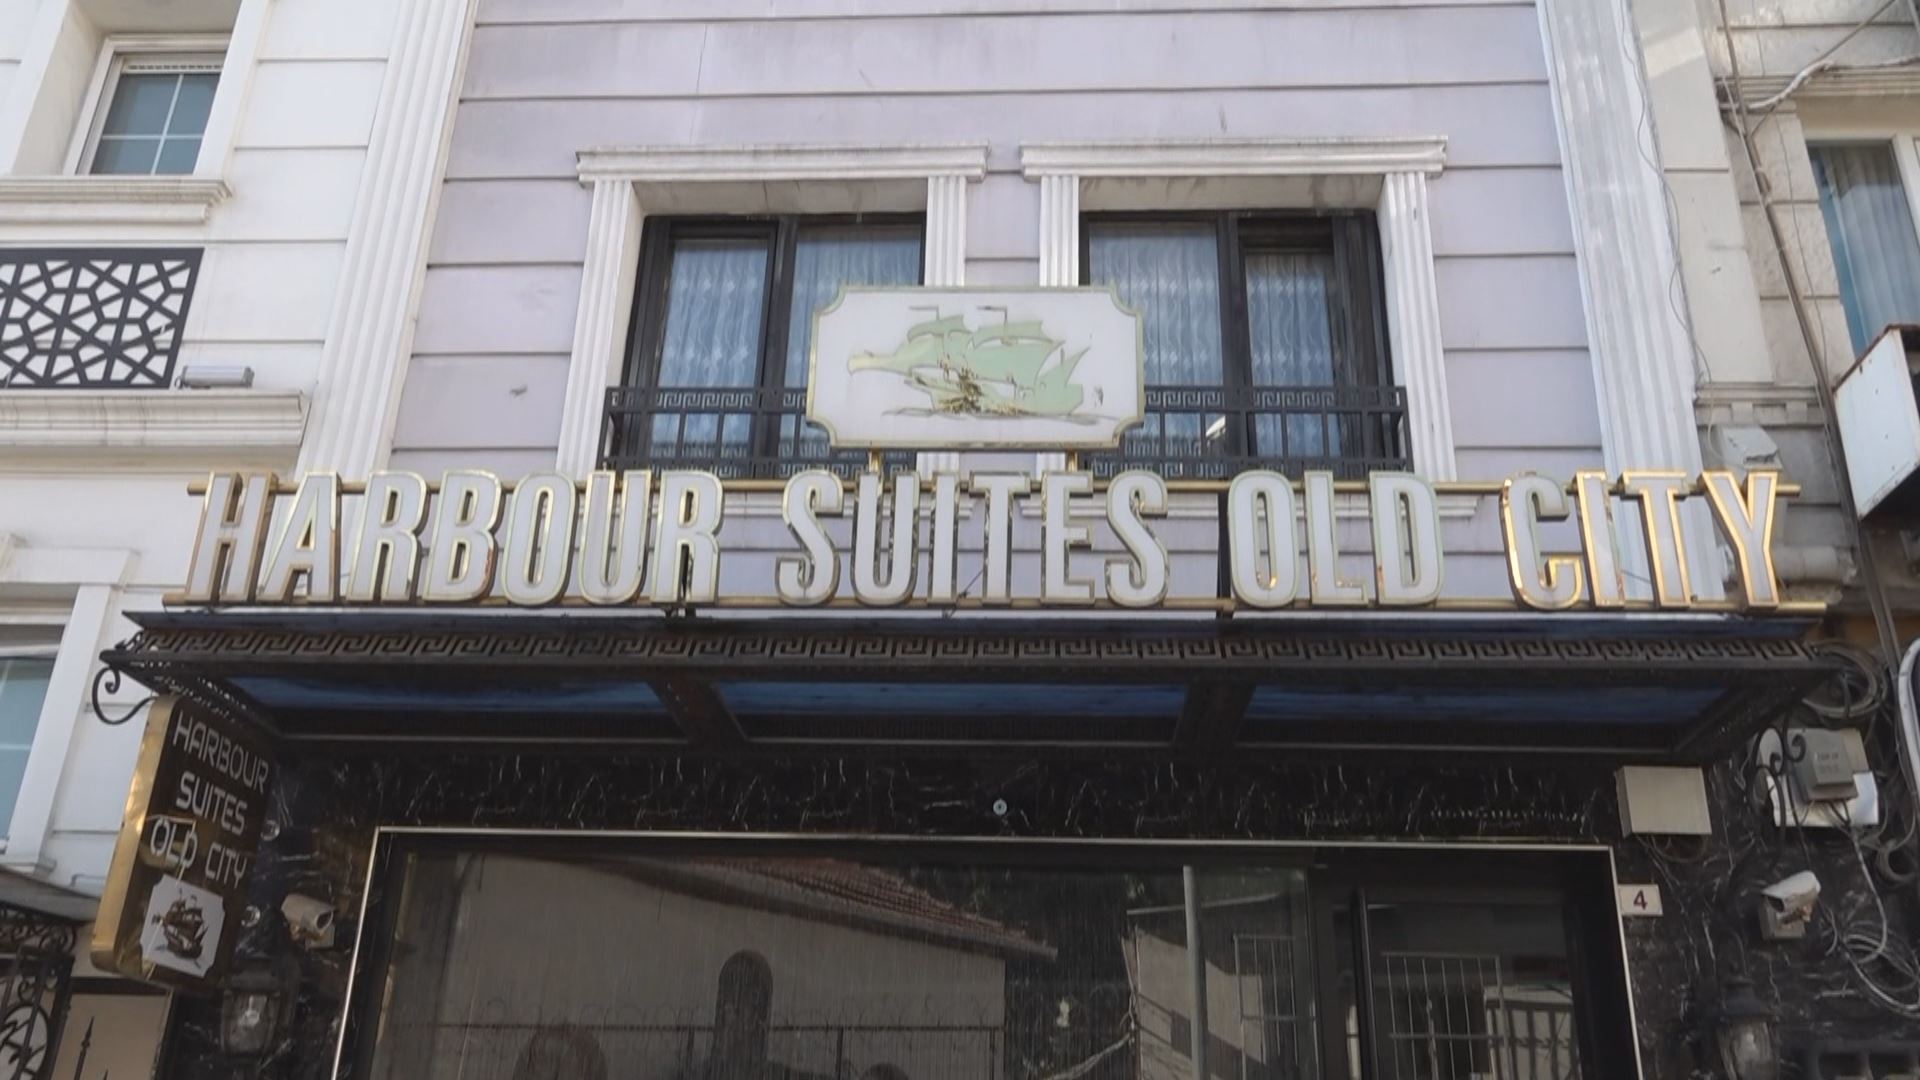 HARBOUR SUITES OLD CITY
HARBOUR
SUITES
OLD CITY
4